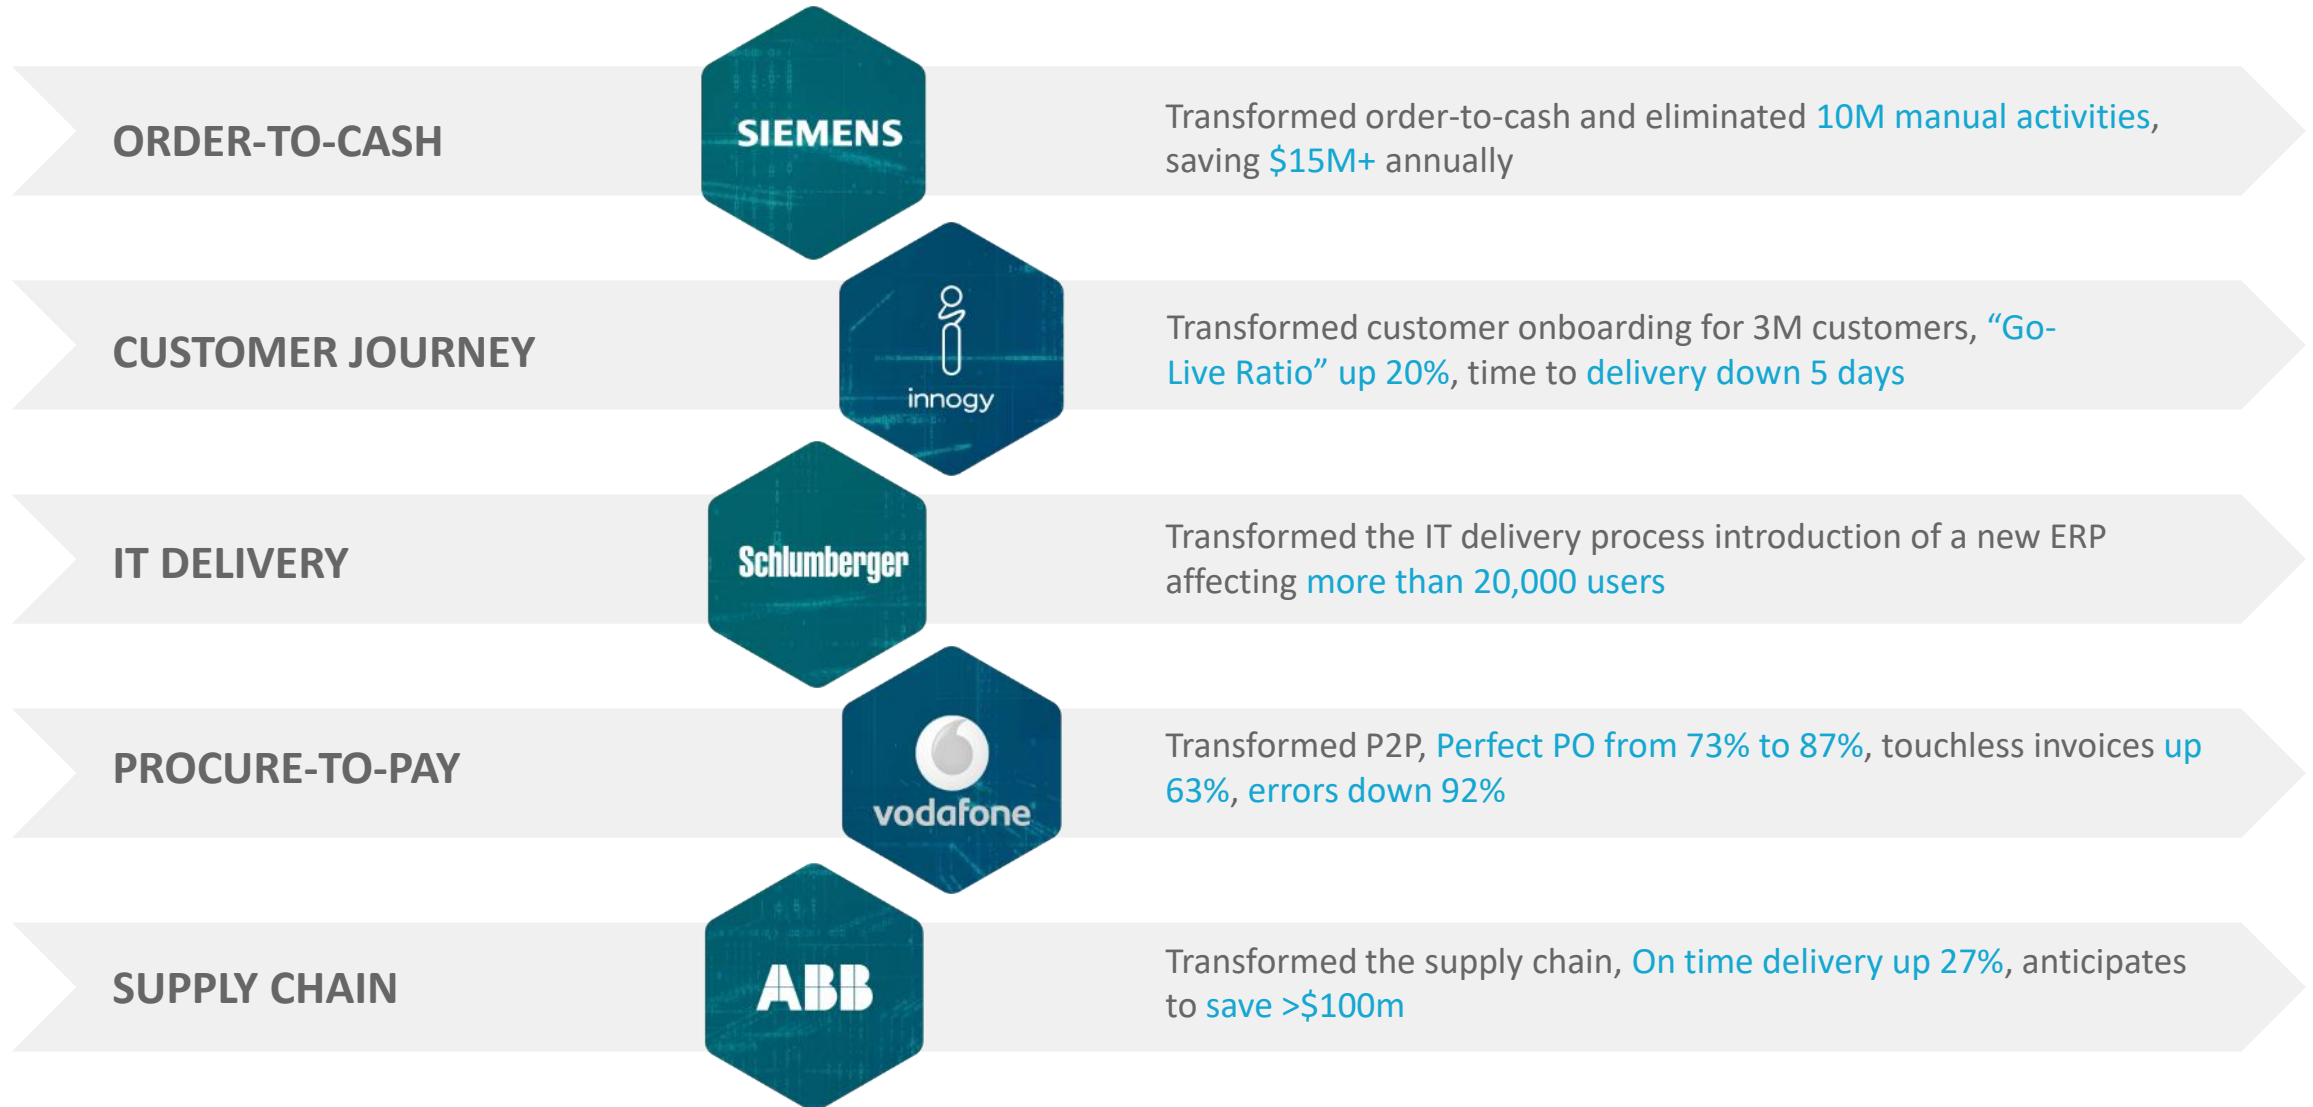 ORDER-TO-CASH
SIEMENS
Transformed order-to-cash and eliminated 10M manual activities,
saving $15M+ annually
CUSTOMER JOURNEY
innogy
Transformed customer onboarding for 3M customers, “Go-
Live Ratio” up 20%, time to delivery down 5 days
IT DELIVERY
Schlumberger
Transformed the IT delivery process introduction of a new ERP
affecting more than 20,000 users
PROCURE-TO-PAY
vodafone
Transformed P2P, Perfect PO from 73% to 87%, touchless invoices up
63%, errors down 92%
SUPPLY CHAIN
ABB
Transformed the supply chain, On time delivery up 27%, anticipates
to save >$100m